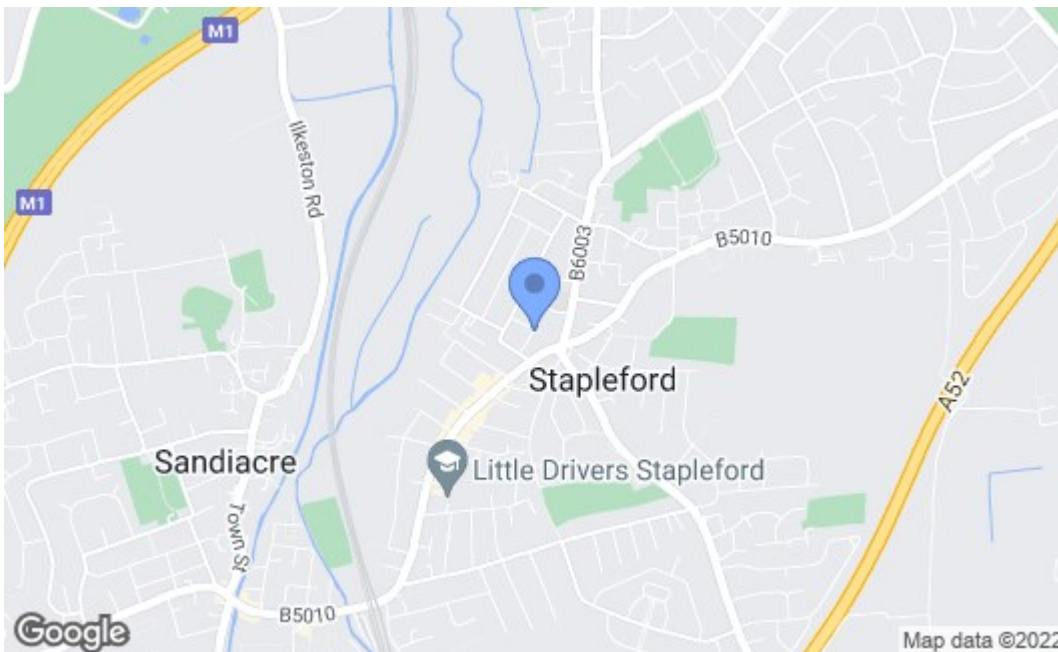 M1
Ilkeston Rd
M1
B6003
B5010
Stapleford
A52
Sandiacre
Little Drivers Stapleford
Town St
B5010
Google
Map data ©2022